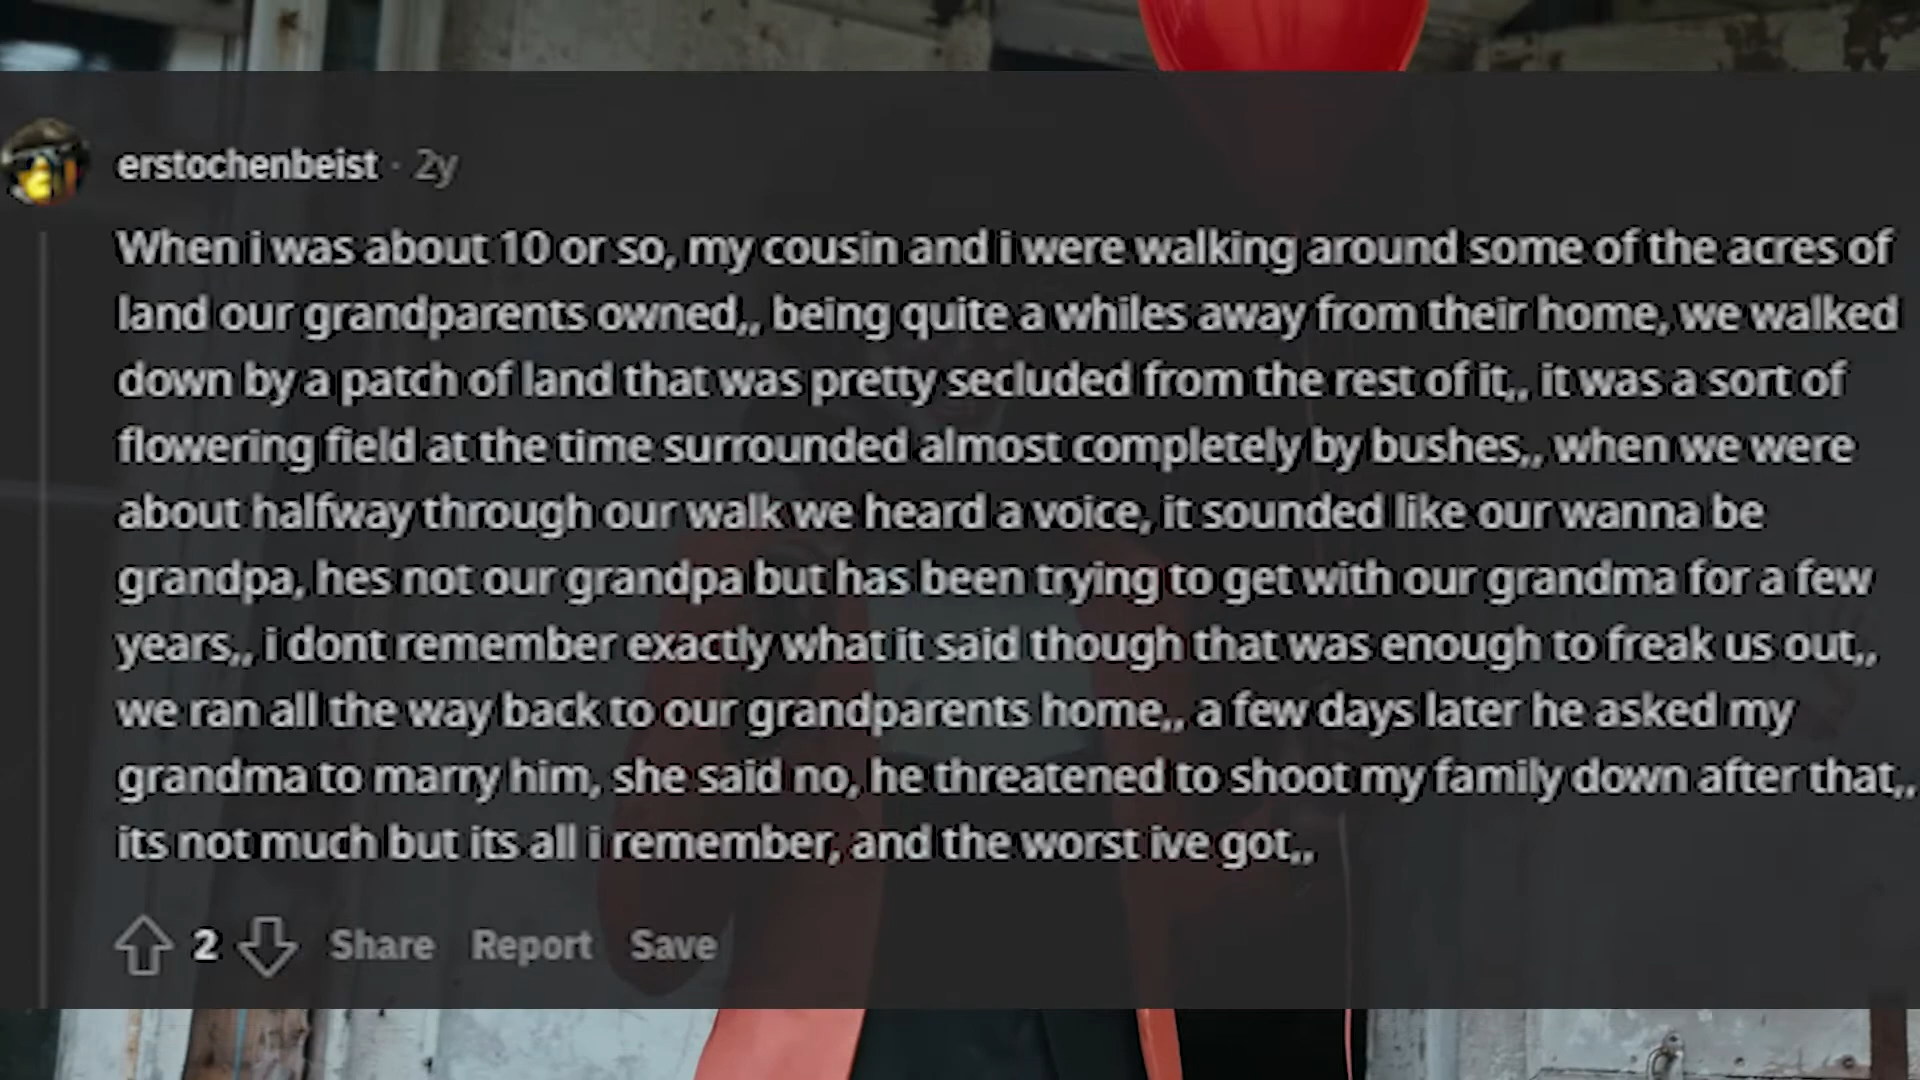 erstochenbeist · 2y
When i was about 10 or so, my cousin and i were walking around some of the acres of
land our grandparents owned,, being quite a whiles away from their home, we walked
down by a patch of land that was pretty secluded from the rest of it,, it was a sort of
flowering field at the time surrounded almost completely by bushes,, when we were
about halfway through our walk we heard a voice, it sounded like our wanna be
grandpa, hes not our grandpa but has been trying to get with our grandma for a few
years,, i dont remember exactly what it said though that was enough to freak us out,,
we ran all the way back to our grandparents home,, a few days later he asked my
grandma to marry him, she said no, he threatened to shoot my family down after that,,
its not much but its all i remember, and the worst ive got,,
2 Share Report Save